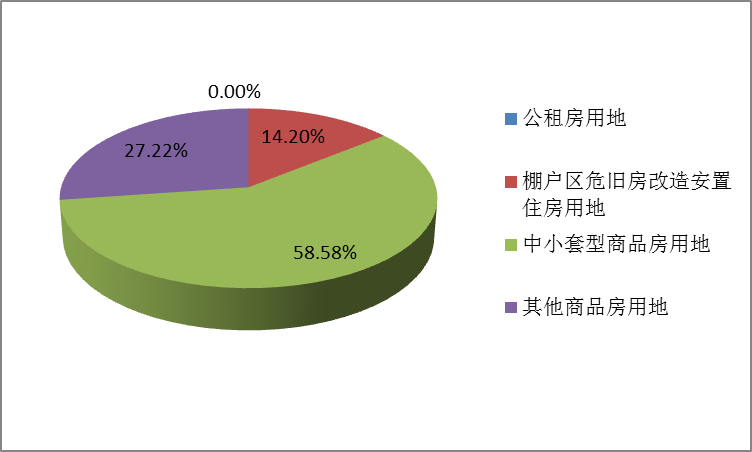 0.00%
14.20%
27.22%
58.58%
公租房用地
棚户区危旧房改造安置
住房用地
中小套型商品房用地
其他商品房用地